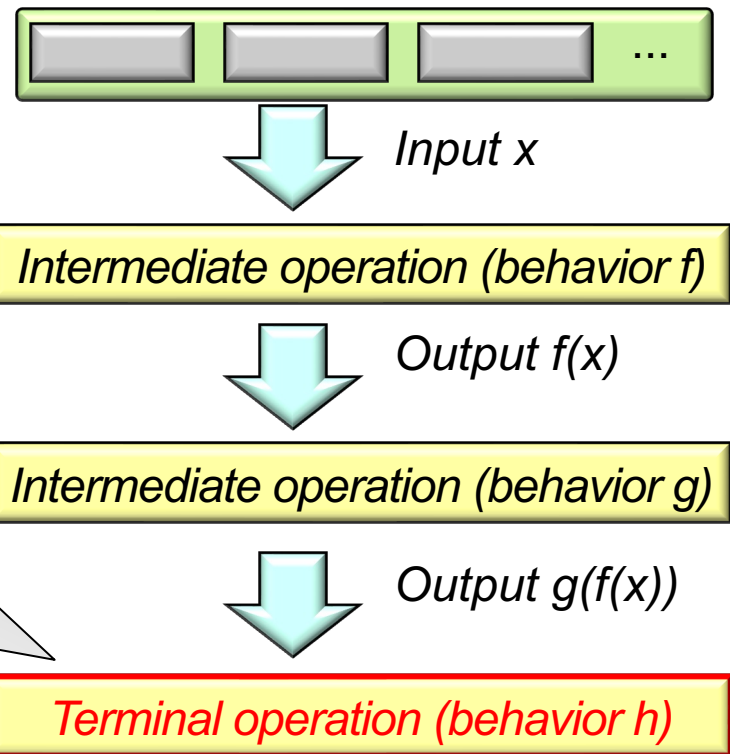 ...
Input x
Intermediate operation (behavior f)
Output f(x)
Intermediate operation (behavior g)
Output g(f(x))
Terminal operation (behavior h)